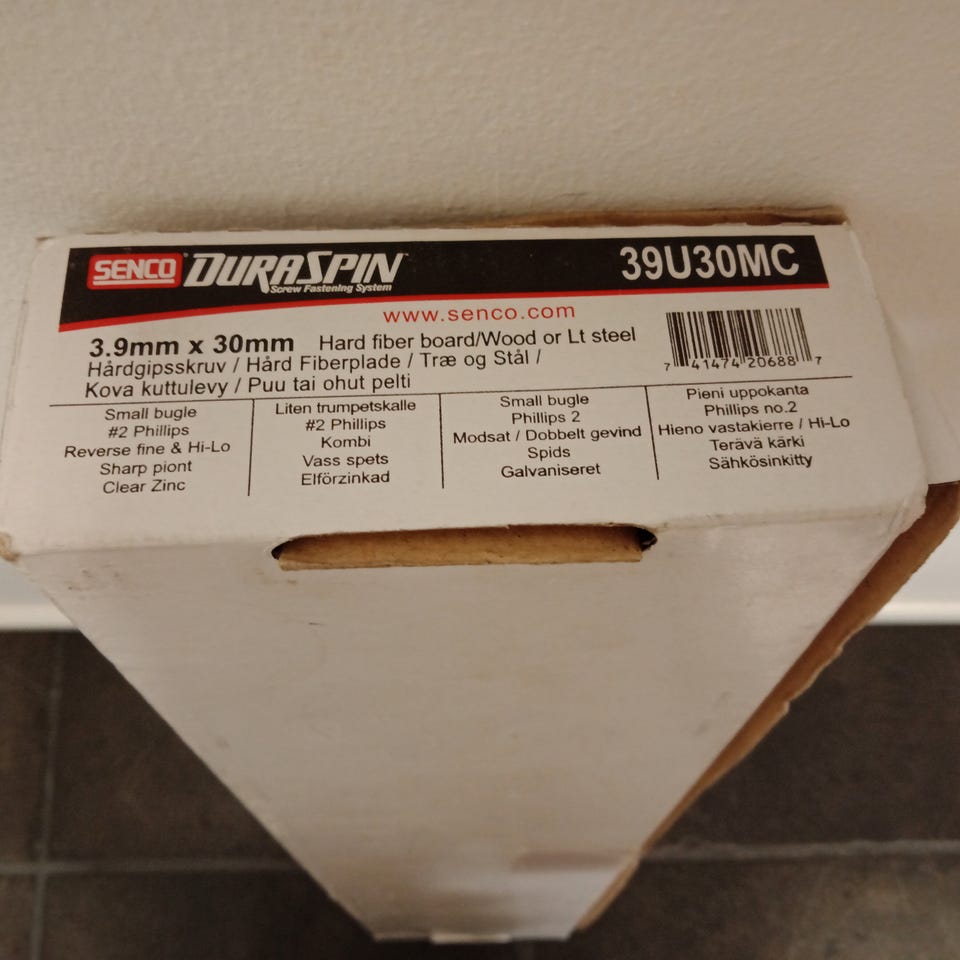 SENCO DURASPIN 39U30MC
Screw Fastening System
www.senco.com
3.9mm x 30mm Hard fiber board/Wood or Lt steel
Hårdgipsskruv / Hård Fiberplade / Træ og Stål /
Kova kuttulevy / Puu tai ohut pelti
7 41474 20688 7
Small bugle
#2 Phillips
Reverse fine & Hi-Lo
Sharp piont
Clear Zinc
Liten trumpetskalle
#2 Phillips
Kombi
Vass spets
Elförzinkad
Small bugle
Phillips 2
Modsat / Dobbelt gevind
Spids
Galvaniseret
Pieni uppokanta
Phillips no.2
Hieno vastakierre / Hi-Lo
Terävä kärki
Sähkösinkitty